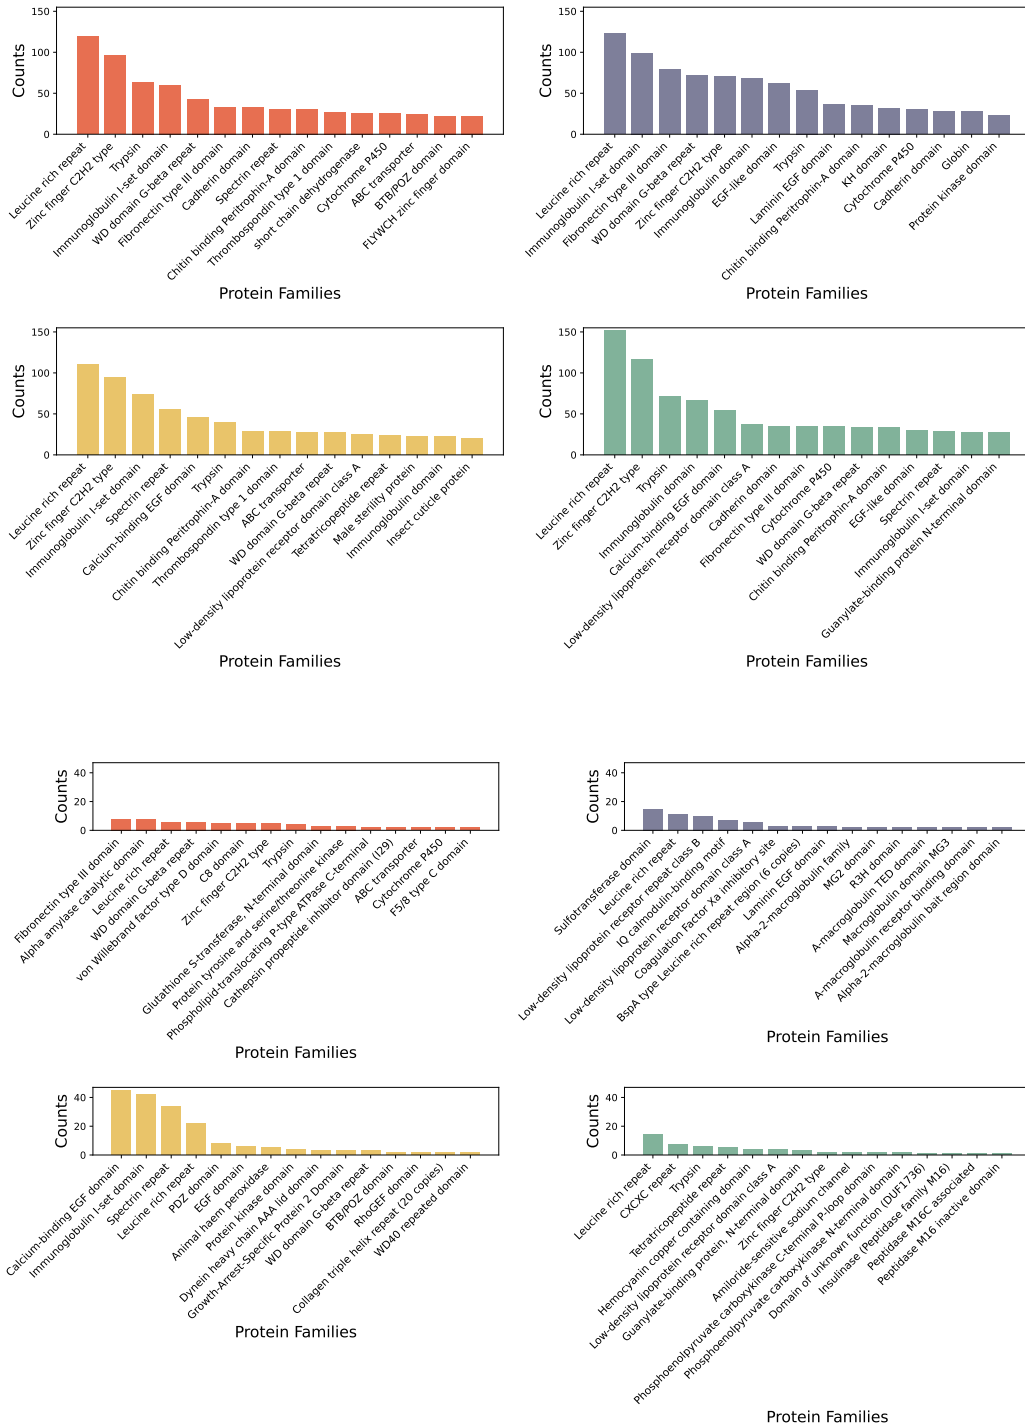 150
100
50
0
Counts
Leucine rich repeat
Zinc finger C2H2 type
Trypsin
Immunoglobulin I-set domain
WD domain G-beta repeat
Fibronectin type III domain
Cadherin domain
Spectrin repeat
Chitin binding Peritrophin-A domain
Thrombospondin type 1 domain
short chain dehydrogenase
Cytochrome P450
ABC transporter
BTB/POZ domain
FLYWCH zinc finger domain
Protein Families
150
100
50
0
Counts
Leucine rich repeat
Immunoglobulin I-set domain
Fibronectin type III domain
WD domain G-beta repeat
Zinc finger C2H2 type
Immunoglobulin domain
EGF-like domain
Trypsin
Laminin EGF domain
Chitin binding Peritrophin-A domain
KH domain
Cytochrome P450
Cadherin domain
Globin
Protein kinase domain
Protein Families
150
100
50
0
Counts
Leucine rich repeat
Zinc finger C2H2 type
Immunoglobulin I-set domain
Spectrin repeat
Calcium-binding EGF domain
Trypsin
Chitin binding Peritrophin-A domain
Thrombospondin type 1 domain
ABC transporter
WD domain G-beta repeat
Low-density lipoprotein receptor domain class A
Tetratricopeptide repeat
Male sterility protein
Immunoglobulin domain
Insect cuticle protein
Protein Families
150
100
50
0
Counts
Leucine rich repeat
Zinc finger C2H2 type
Trypsin
Immunoglobulin domain
Calcium-binding EGF domain
Low-density lipoprotein receptor domain class A
Cadherin domain
Fibronectin type III domain
Cytochrome P450
WD domain G-beta repeat
Chitin binding Peritrophin-A domain
EGF-like domain
Spectrin repeat
Immunoglobulin I-set domain
Guanylate-binding protein N-terminal domain
Protein Families
40
20
0
Counts
Fibronectin type III domain
Alpha amylase catalytic domain
Leucine rich repeat
WD domain G-beta repeat
von Willebrand factor type D domain
C8 domain
Zinc finger C2H2 type
Trypsin
Glutathione S-transferase, N-terminal domain
Protein tyrosine and serine/threonine kinase
Phospholipid-translocating P-type ATPase C-terminal
Cathepsin propeptide inhibitor domain (I29)
ABC transporter
Cytochrome P450
F5/8 type C domain
Protein Families
40
20
0
Counts
Sulfotransferase domain
Leucine rich repeat
Low-density lipoprotein receptor repeat class B
IQ calmodulin-binding motif
Low-density lipoprotein receptor domain class A
Coagulation Factor Xa inhibitory site
BspA type Leucine rich repeat region (6 copies)
Laminin EGF domain
Alpha-2-macroglobulin family
MG2 domain
R3H domain
A-macroglobulin TED domain
Macroglobulin domain MG3
A-macroglobulin receptor binding domain
Alpha-2-macroglobulin bait region domain
Protein Families
40
20
0
Counts
Calcium-binding EGF domain
Immunoglobulin I-set domain
Spectrin repeat
Leucine rich repeat
PDZ domain
EGF domain
Animal haem peroxidase
Protein kinase domain
Dynein heavy chain AAA lid domain
Growth-Arrest-Specific Protein 2 Domain
WD domain G-beta repeat
BTB/POZ domain
RhoGEF domain
Collagen triple helix repeat (20 copies)
WD40 repeated domain
Protein Families
40
20
0
Counts
Leucine rich repeat
CXCXC repeat
Trypsin
Tetratricopeptide repeat
Hemocyanin copper containing domain
Low-density lipoprotein receptor domain class A
Guanylate-binding protein, N-terminal domain
Zinc finger C2H2 type
Amiloride-sensitive sodium channel
Phosphoenolpyruvate carboxykinase C-terminal P-loop domain
Phosphoenolpyruvate carboxykinase N-terminal domain
Domain of unknown function (DUF1736)
Insulinase (Peptidase family M16)
Peptidase M16C associated
Peptidase M16 inactive domain
Protein Families